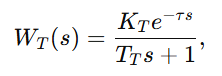 $$W_T(s) = \frac{K_T e^{-\tau s}}{T_T s + 1},$$